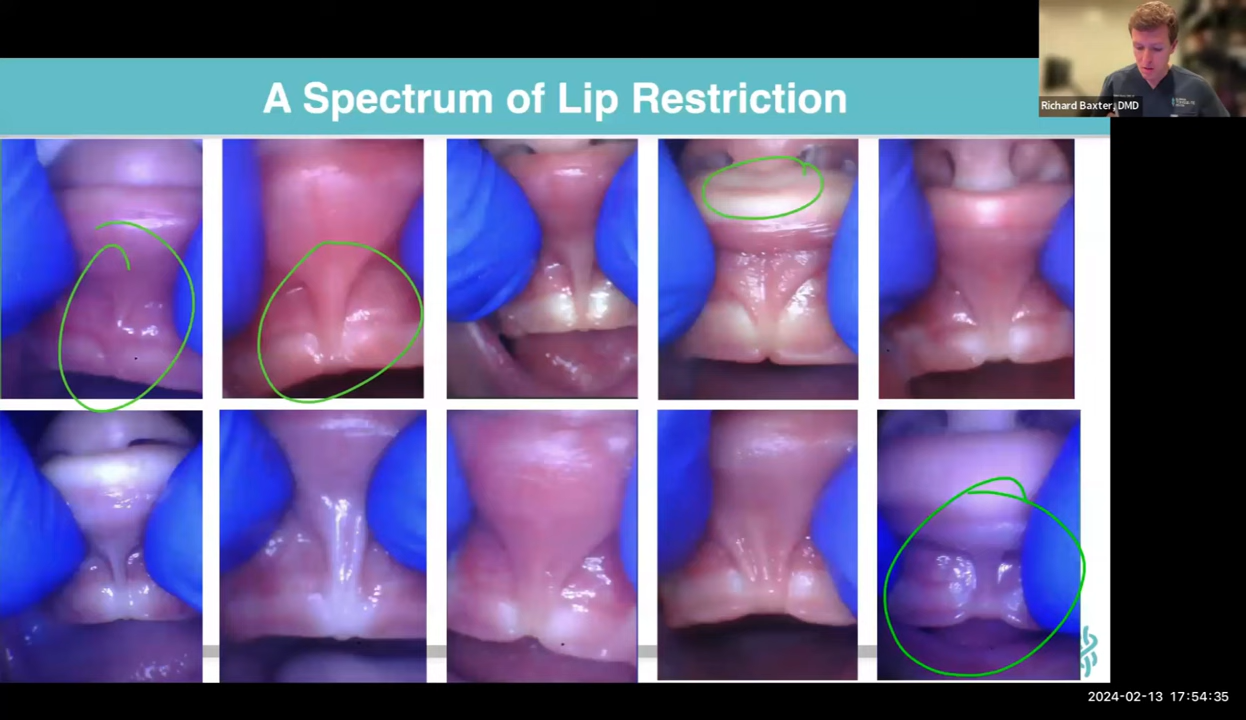 A Spectrum of Lip Restriction
Richard Baxter, DMD
2024-02-13 17:54:35